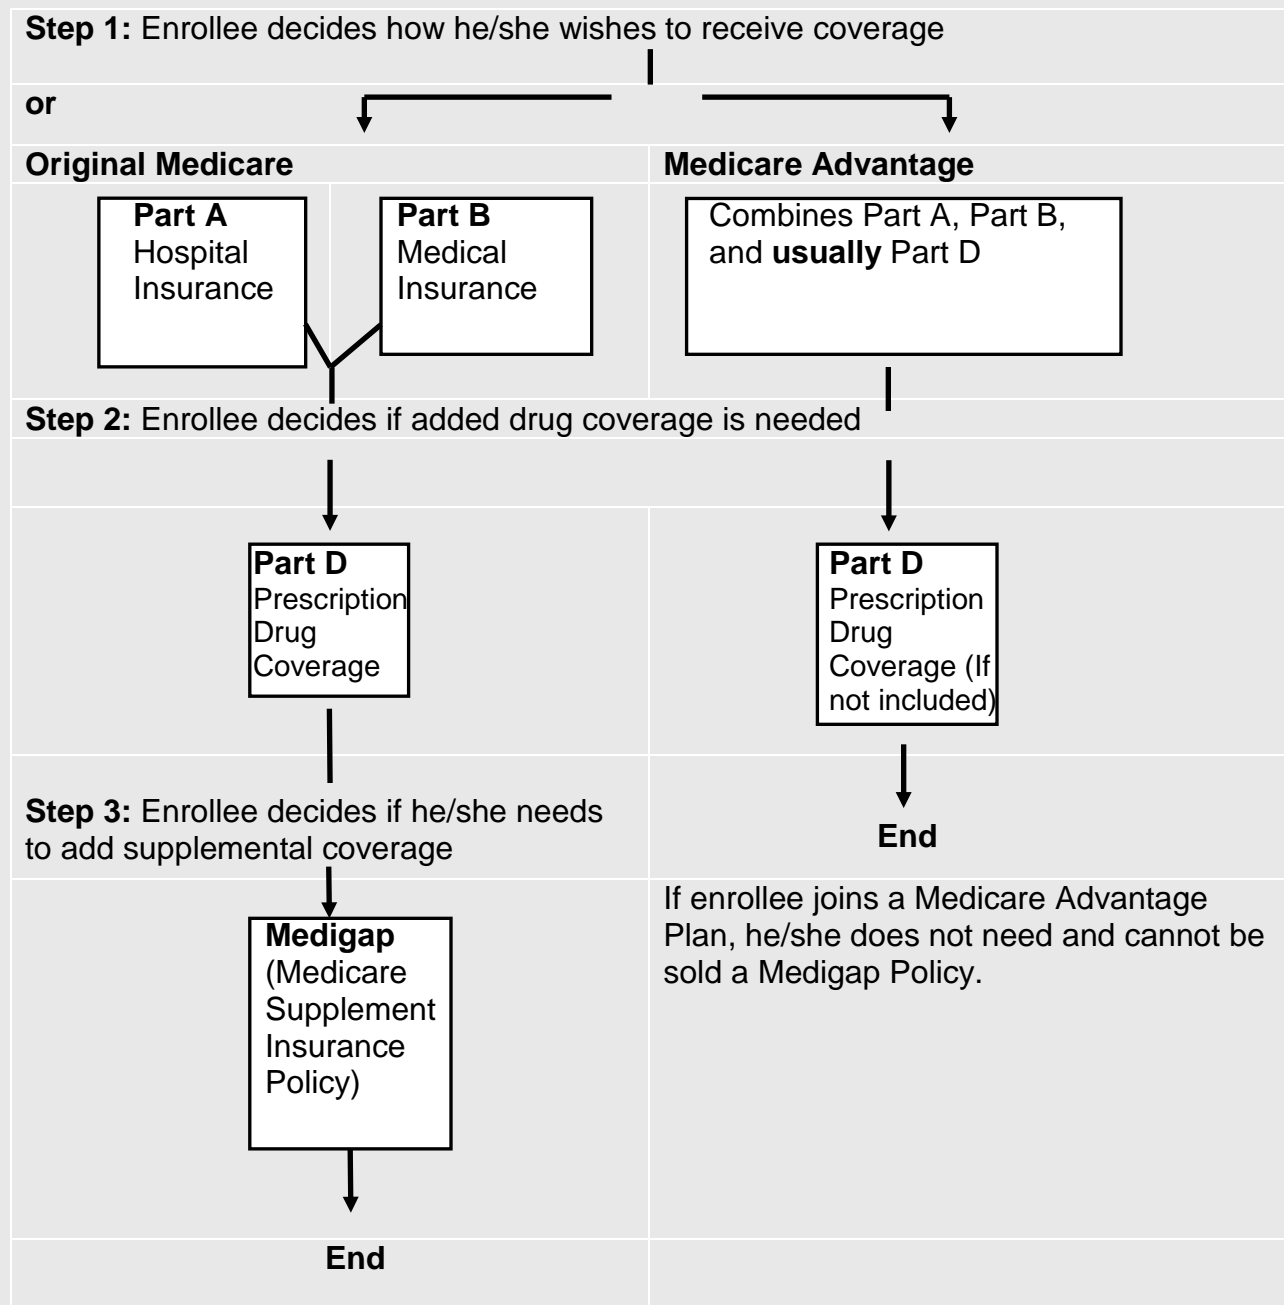 Step 1: Enrollee decides how he/she wishes to receive coverage
or
Original Medicare
Medicare Advantage
Part A
Hospital
Insurance
Part B
Medical
Insurance
Combines Part A, Part B,
and usually Part D
Step 2: Enrollee decides if added drug coverage is needed
Part D
Prescription
Drug
Coverage
Part D
Prescription
Drug
Coverage (If
not included)
Step 3: Enrollee decides if he/she needs
to add supplemental coverage
End
Medigap
(Medicare
Supplement
Insurance
Policy)
If enrollee joins a Medicare Advantage
Plan, he/she does not need and cannot be
sold a Medigap Policy.
End